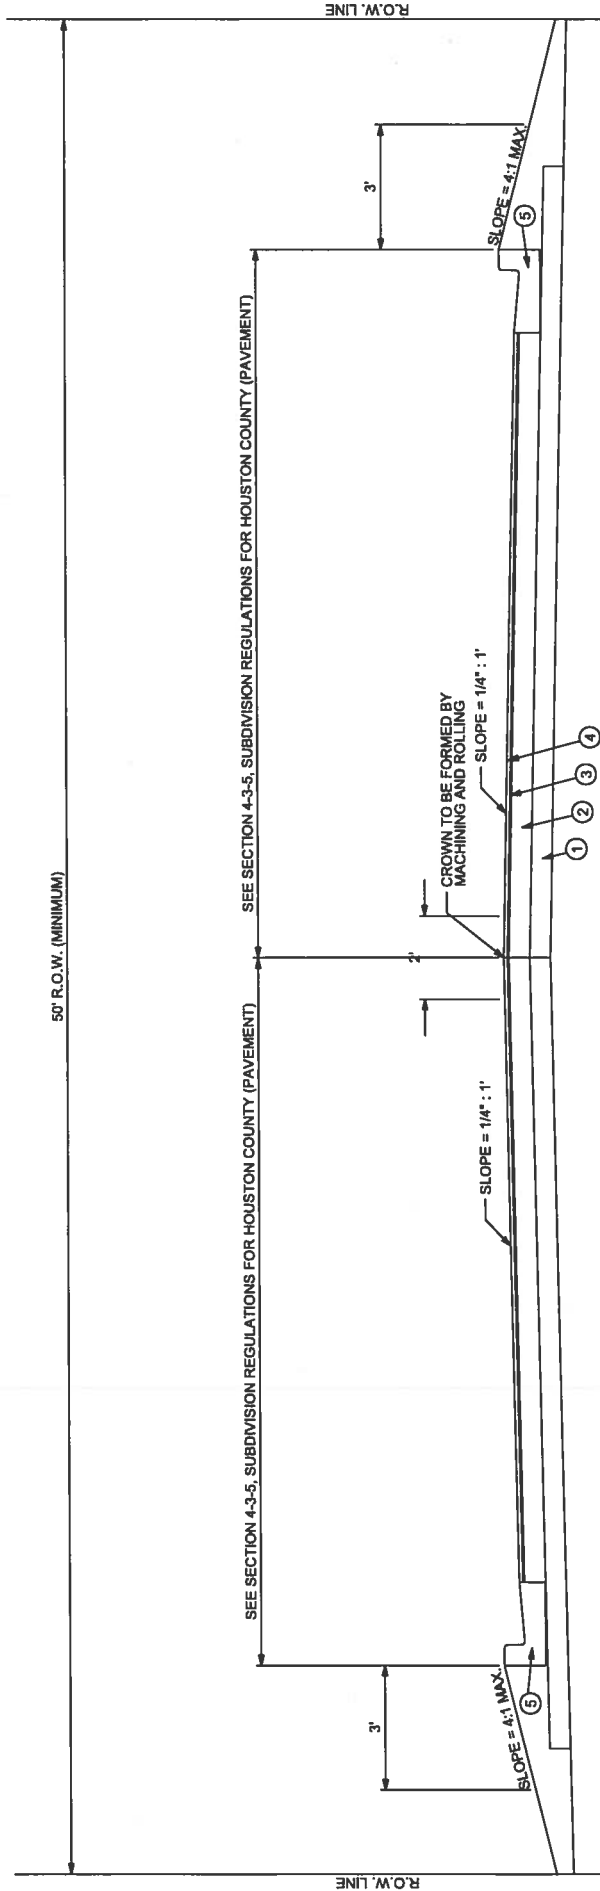 50' R.O.W. (MINIMUM)
R.O.W. LINE
R.O.W. LINE
SEE SECTION 4-3-5, SUBDIVISION REGULATIONS FOR HOUSTON COUNTY (PAVEMENT)
SEE SECTION 4-3-5, SUBDIVISION REGULATIONS FOR HOUSTON COUNTY (PAVEMENT)
3'
3'
2'
CROWN TO BE FORMED BY
MACHINING AND ROLLING
SLOPE = 1/4" : 1'
SLOPE = 1/4" : 1'
SLOPE = 4:1 MAX.
SLOPE = 4:1 MAX.
5
1
2
3
4
5